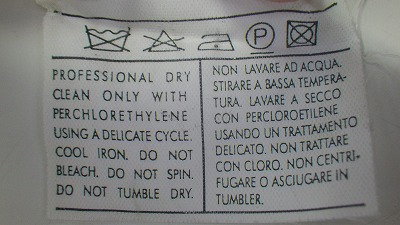 PROFESSIONAL DRY
CLEAN ONLY WITH
PERCHLORETHYLENE
USING A DELICATE CYCLE.
COOL IRON. DO NOT
BLEACH. DO NOT SPIN.
DO NOT TUMBLE DRY.
NON LAVARE AD ACQUA.
STIRARE A BASSA TEMPERA-
TURA. LAVARE A SECCO
CON PERCLOROETILENE
USANDO UN TRATTAMENTO
DELICATO. NON TRATTARE
CON CLORO. NON CENTRI-
FUGARE O ASCIUGARE IN
TUMBLER.